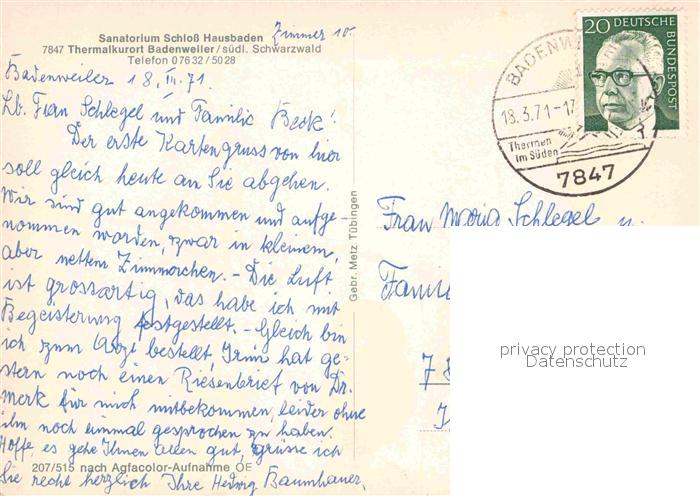 Sanatorium Schloß Hausbaden Zimmer 10.
7847 Thermalkurort Badenweiler / südl. Schwarzwald
Telefon 07632 / 5028
Badenweiler 18. III. 71.
Lb. Frau Schlegel und Familie Beck!
Der erste Kartengruss von hier
soll gleich heute an Sie abgehen.
Wir sind gut angekommen und aufge-
nommen worden, zwar in kleinem,
aber nettem Zimmerchen. - Die Luft
ist grossartig, das habe ich mit
Begeisterung festgestellt. - Gleich bin
ich zum Arzt bestellt, hat ge-
stern noch einen Riesenbrief von Dr.
Merk für mich mitbekommen, leider ohne
ihn noch einmal gesprochen zu haben.
Hoffe, es gehe Ihnen allen gut, grüsse ich
Sie recht herzlich Ihre Hedwig Baumhauer,
207/515 nach Agfacolor-Aufnahme OE
Gebr. Metz Tübingen
20 DEUTSCHE
BUNDESPOST
BADENW
18.3.71-17
Thermen
im Süden
7847
Frau Maria Schlegel u.
Famil
7
privacy protection
Datenschutz